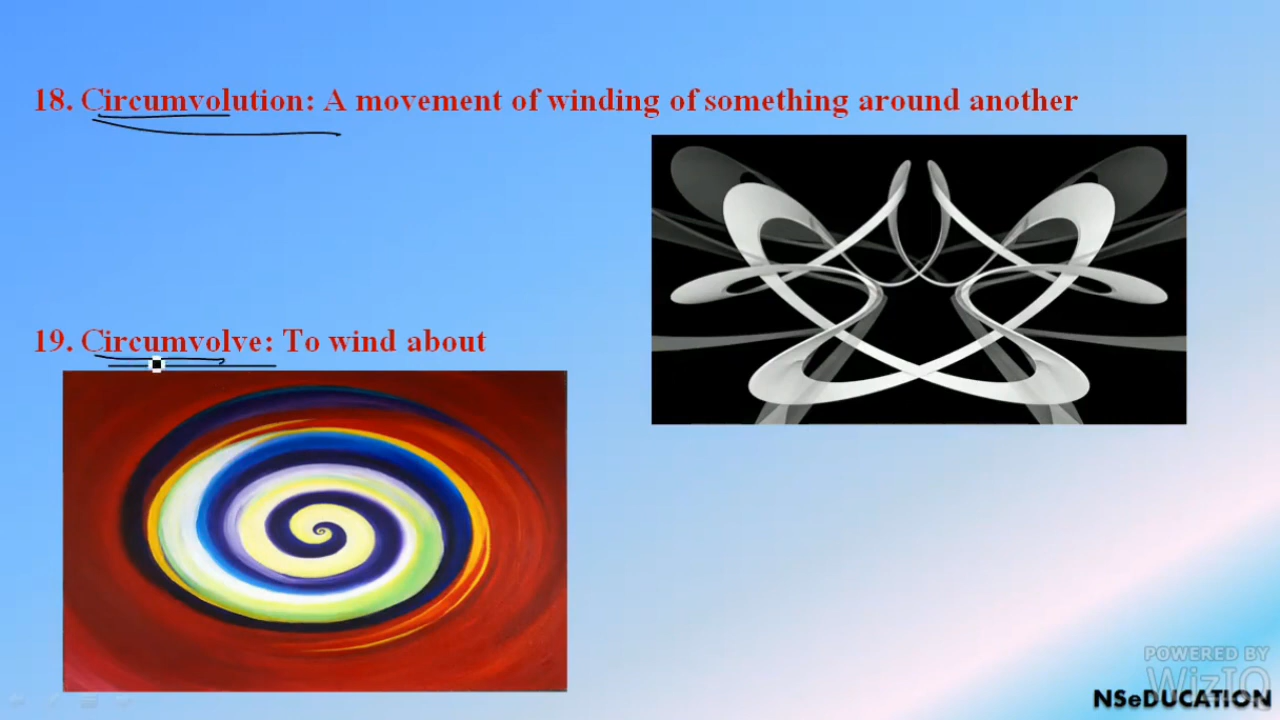 18. Circumvolution: A movement of winding of something around another
19. Circumvolve: To wind about
POWERED BY
WizIQ
NSeDUCATION